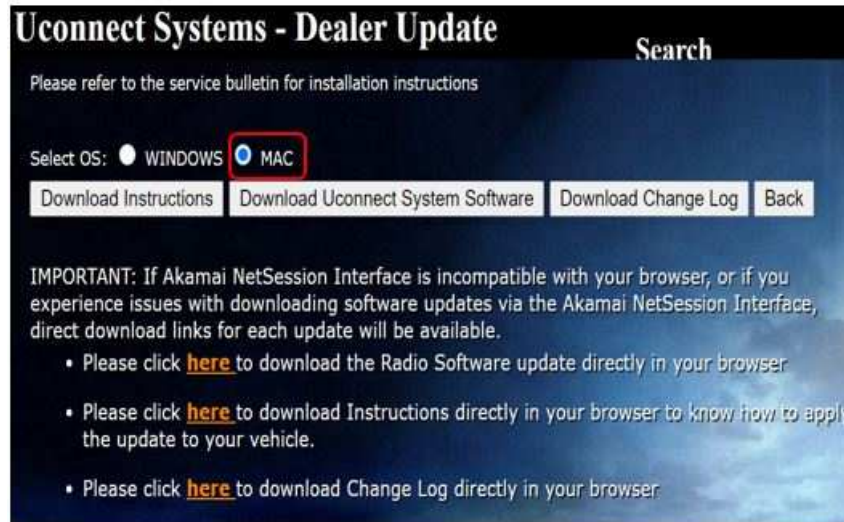 Uconnect Systems - Dealer Update
Search
Please refer to the service bulletin for installation instructions
Select OS: WINDOWS MAC
Download Instructions Download Uconnect System Software Download Change Log Back
IMPORTANT: If Akamai NetSession Interface is incompatible with your browser, or if you
experience issues with downloading software updates via the Akamai NetSession Interface,
direct download links for each update will be available.
• Please click here to download the Radio Software update directly in your browser
• Please click here to download Instructions directly in your browser to know how to appl
the update to your vehicle.
• Please click here to download Change Log directly in your browser